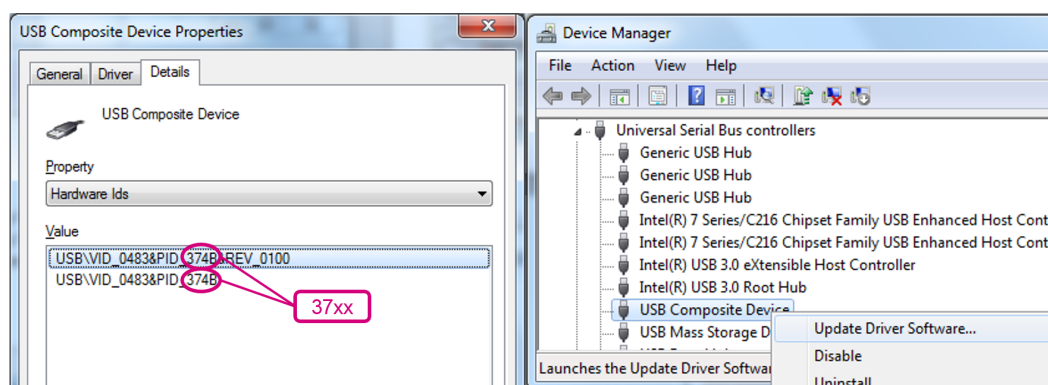 USB Composite Device Properties
General Driver Details
USB Composite Device
Property
Hardware Ids
Value
USB\VID_0483&PID_374B&REV_0100
USB\VID_0483&PID_374B
37xx
Device Manager
File Action View Help
Universal Serial Bus controllers
Generic USB Hub
Generic USB Hub
Generic USB Hub
Intel(R) 7 Series/C216 Chipset Family USB Enhanced Host Cont
Intel(R) 7 Series/C216 Chipset Family USB Enhanced Host Cont
Intel(R) USB 3.0 eXtensible Host Controller
Intel(R) USB 3.0 Root Hub
USB Composite Device
USB Mass Storage D
Launches the Update Driver Softwar
Update Driver Software...
Disable
Uninstall